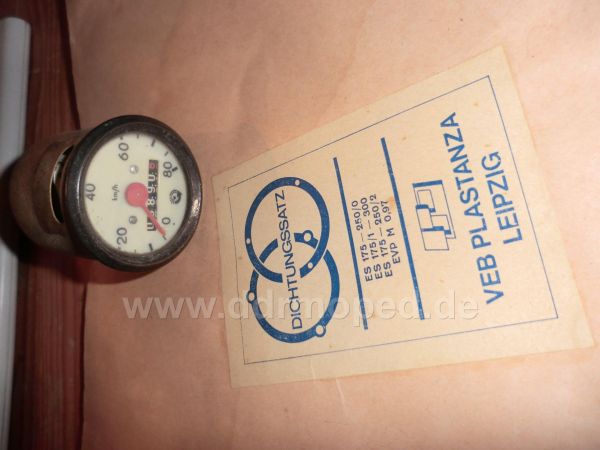 DICHTUNGSSATZ
ES 175-250/0
ES 175/1-300
ES 175-250/2
EVP M 0,97
VEB PLASTANZA
LEIPZIG
0
20
40
60
80
km/h
www.ddrmoped.de